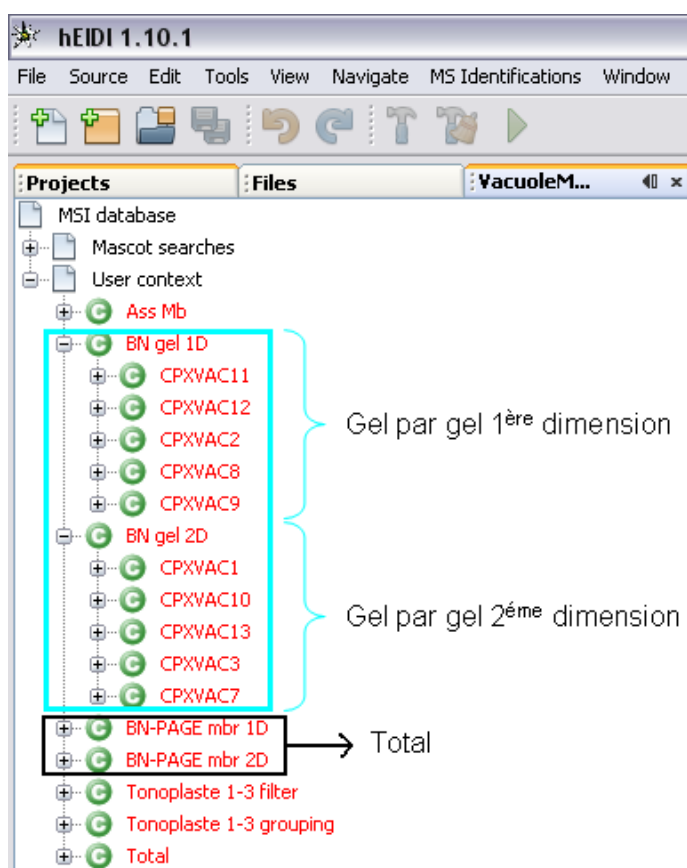 hEIDI 1.10.1
File Source Edit Tools View Navigate MS Identifications Window
Projects Files VacuoleM...
MSI database
Mascot searches
User context
Ass Mb
BN gel 1D
CPXVAC11
CPXVAC12
CPXVAC2
CPXVAC8
CPXVAC9
Gel par gel 1ère dimension
BN gel 2D
CPXVAC1
CPXVAC10
CPXVAC13
CPXVAC3
CPXVAC7
Gel par gel 2éme dimension
BN-PAGE mbr 1D
BN-PAGE mbr 2D
Total
Tonoplaste 1-3 filter
Tonoplaste 1-3 grouping
Total